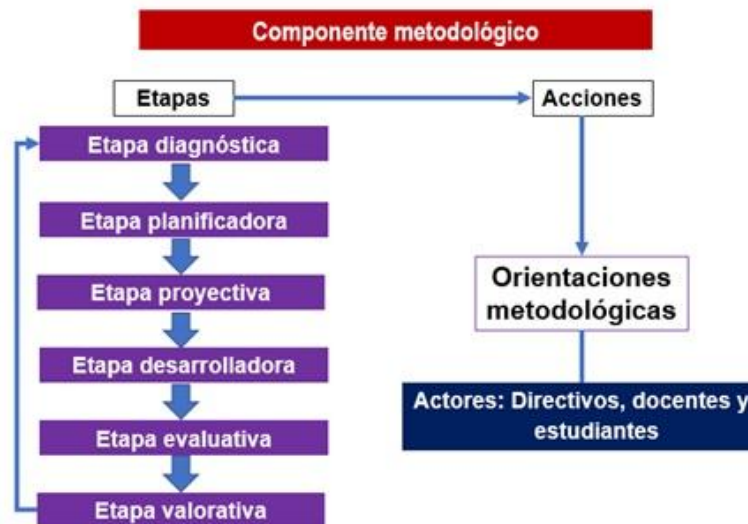 Componente metodológico
Etapas
Acciones
Etapa diagnóstica
Etapa planificadora
Etapa proyectiva
Etapa desarrolladora
Etapa evaluativa
Etapa valorativa
Orientaciones
metodológicas
Actores: Directivos, docentes y
estudiantes